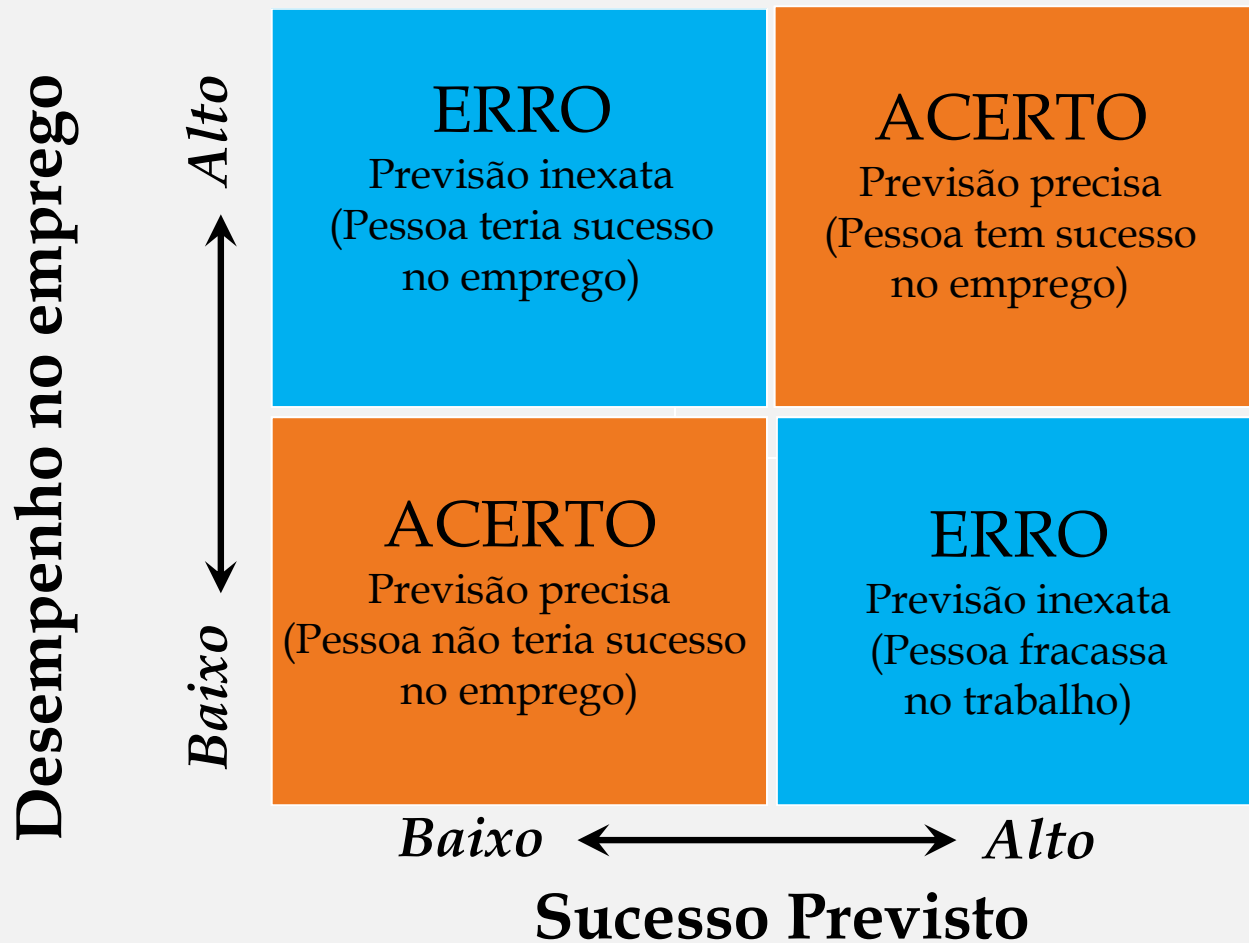 Desempenho no emprego
Alto
Baixo
ERRO
Previsão inexata
(Pessoa teria sucesso
no emprego)
ACERTO
Previsão precisa
(Pessoa tem sucesso
no emprego)
ACERTO
Previsão precisa
(Pessoa não teria sucesso
no emprego)
ERRO
Previsão inexata
(Pessoa fracassa
no trabalho)
Baixo
Alto
Sucesso Previsto